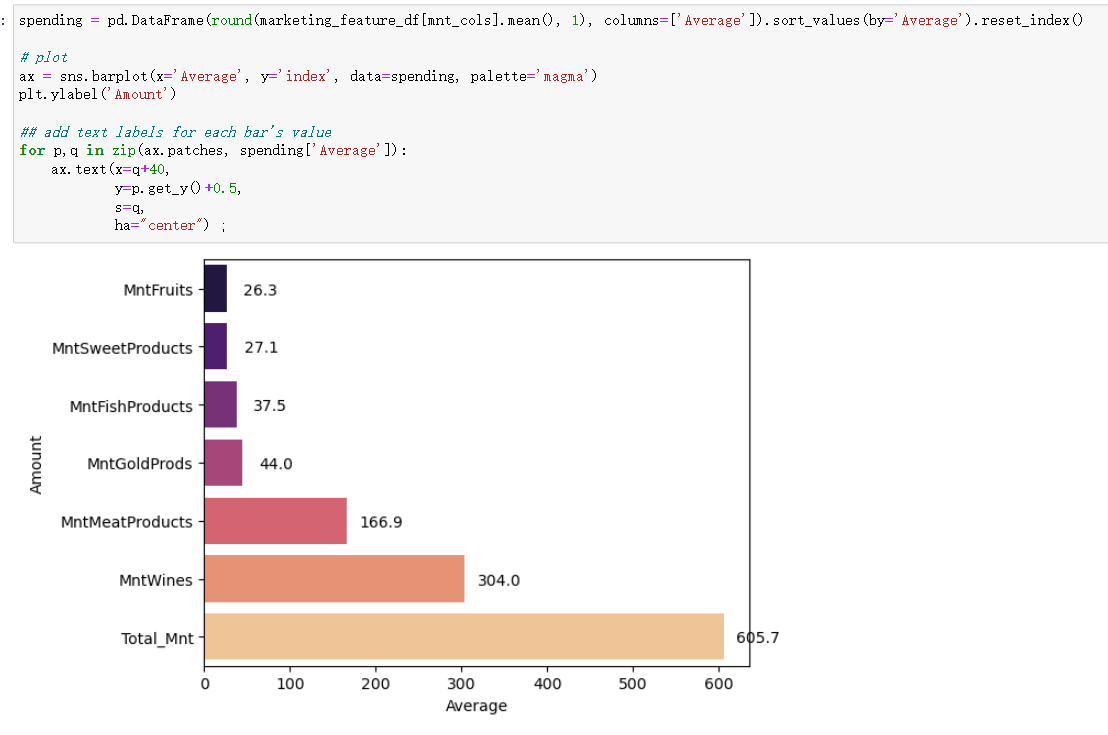 :
spending = pd.DataFrame(round(marketing_feature_df[mnt_cols].mean(), 1), columns=['Average']).sort_values(by='Average').reset_index()
# plot
ax = sns.barplot(x='Average', y='index', data=spending, palette='magma')
plt.ylabel('Amount')
## add text labels for each bar's value
for p,q in zip(ax.patches, spending['Average']):
    ax.text(x=q+40,
            y=p.get_y()+0.5,
            s=q,
            ha="center") ;
MntFruits 26.3
MntSweetProducts 27.1
MntFishProducts 37.5
MntGoldProds 44.0
MntMeatProducts 166.9
MntWines 304.0
Total_Mnt 605.7
Amount
0 100 200 300 400 500 600
Average